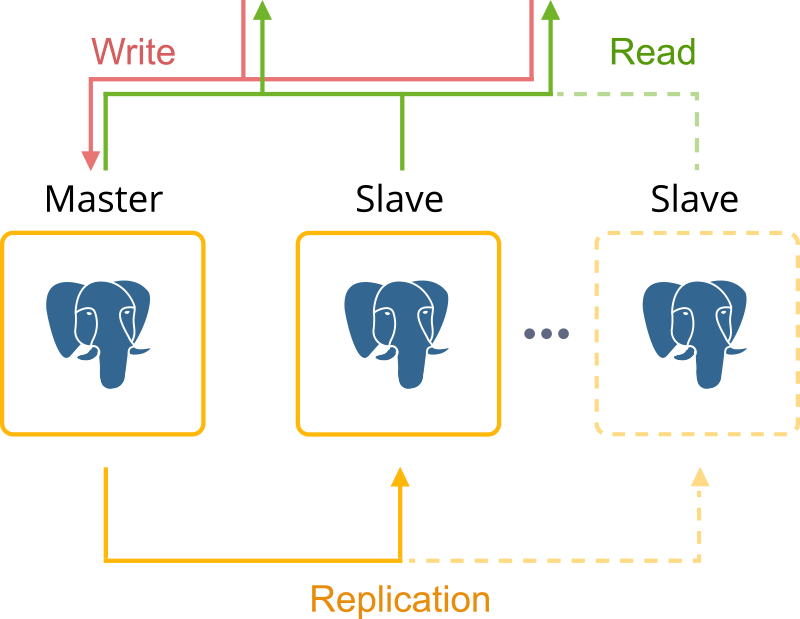 Write
Read
Master
Slave
Slave
Replication